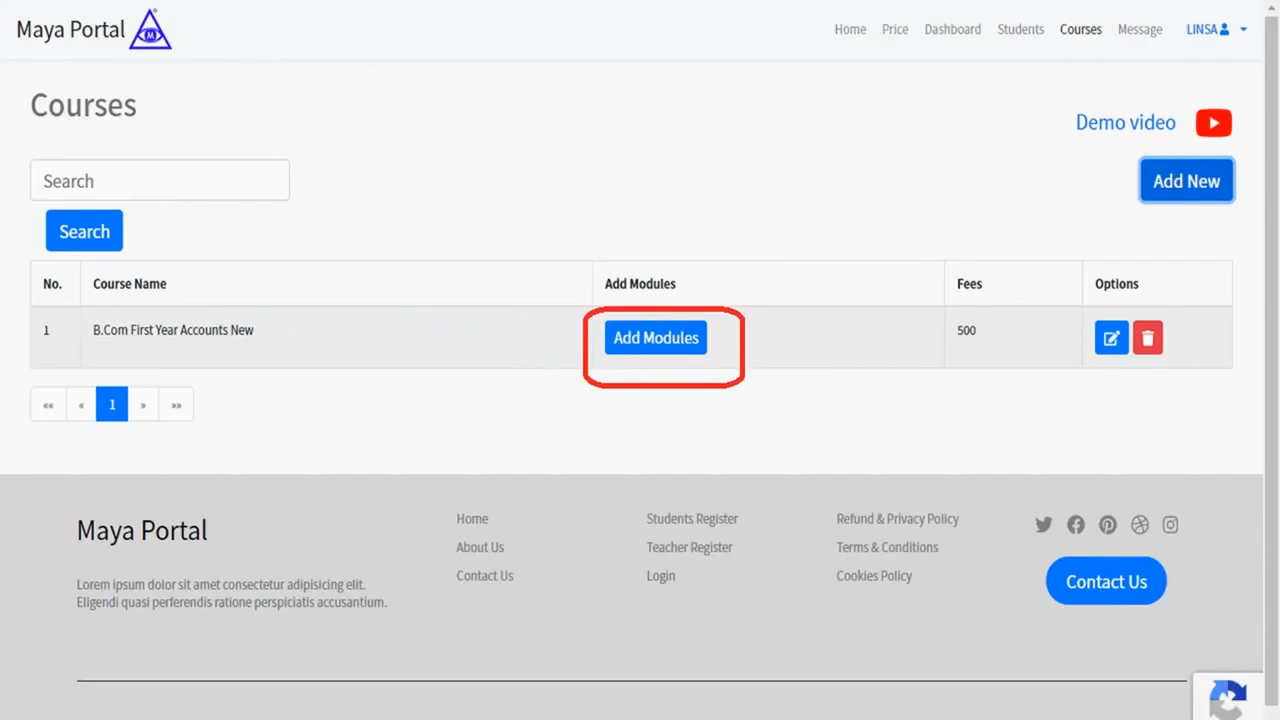 Maya Portal M
Home Price Dashboard Students Courses Message LINSA
Courses
Demo video
Search
Add New
Search
No. Course Name Add Modules Fees Options
1 B.Com First Year Accounts New Add Modules 500
«« « 1 » »»
Maya Portal
Lorem ipsum dolor sit amet consectetur adipisicing elit.
Eligendi quasi perferendis ratione perspiciatis accusantium.
Home
About Us
Contact Us
Students Register
Teacher Register
Login
Refund & Privacy Policy
Terms & Conditions
Cookies Policy
Contact Us